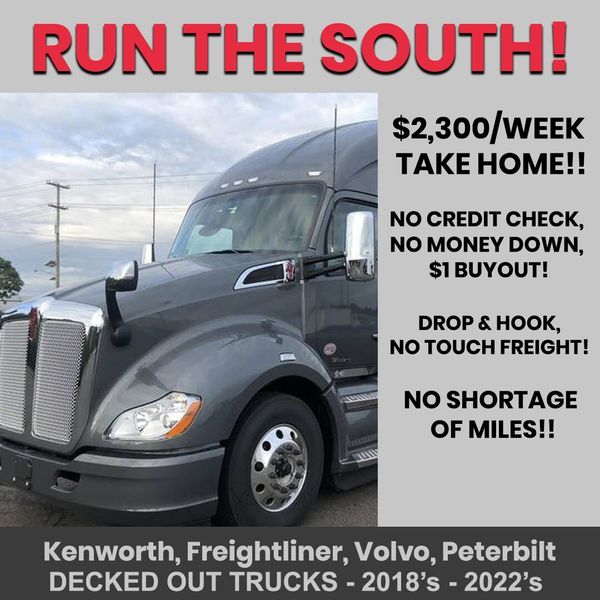 RUN THE SOUTH!
$2,300/WEEK
TAKE HOME!!
NO CREDIT CHECK,
NO MONEY DOWN,
$1 BUYOUT!
DROP & HOOK,
NO TOUCH FREIGHT!
NO SHORTAGE
OF MILES!!
Kenworth, Freightliner, Volvo, Peterbilt
DECKED OUT TRUCKS - 2018's - 2022's